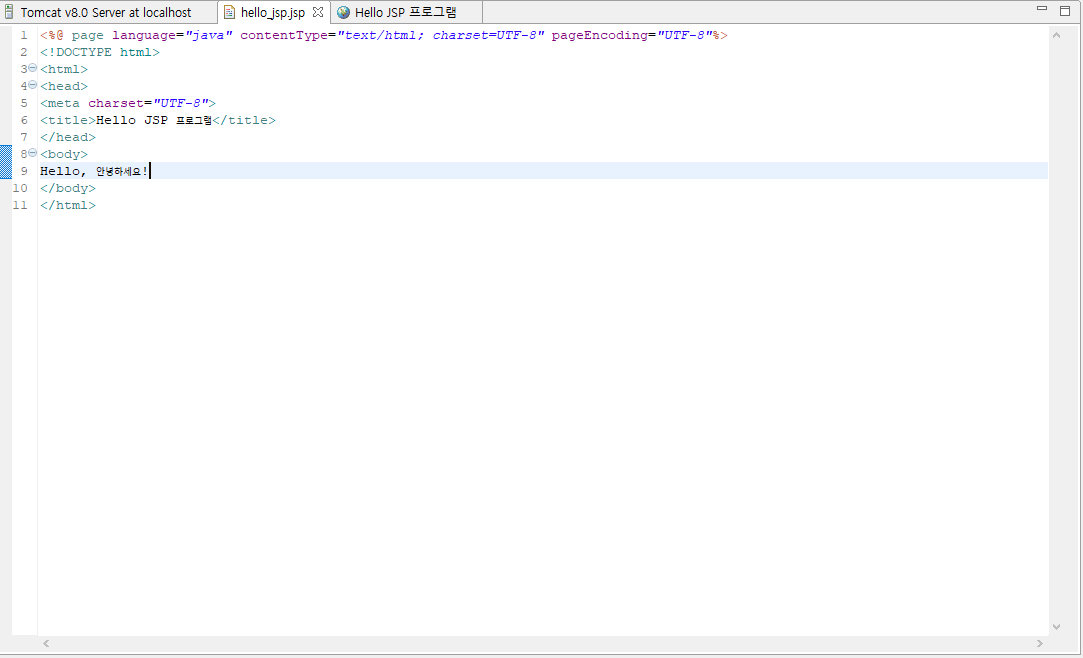 Tomcat v8.0 Server at localhost hello_jsp.jsp Hello JSP 프로그램
1 <%@ page language="java" contentType="text/html; charset=UTF-8" pageEncoding="UTF-8"%>
2 <!DOCTYPE html>
3 <html>
4 <head>
5 <meta charset="UTF-8">
6 <title>Hello JSP 프로그램</title>
7 </head>
8 <body>
9 Hello, 안녕하세요!
10 </body>
11 </html>